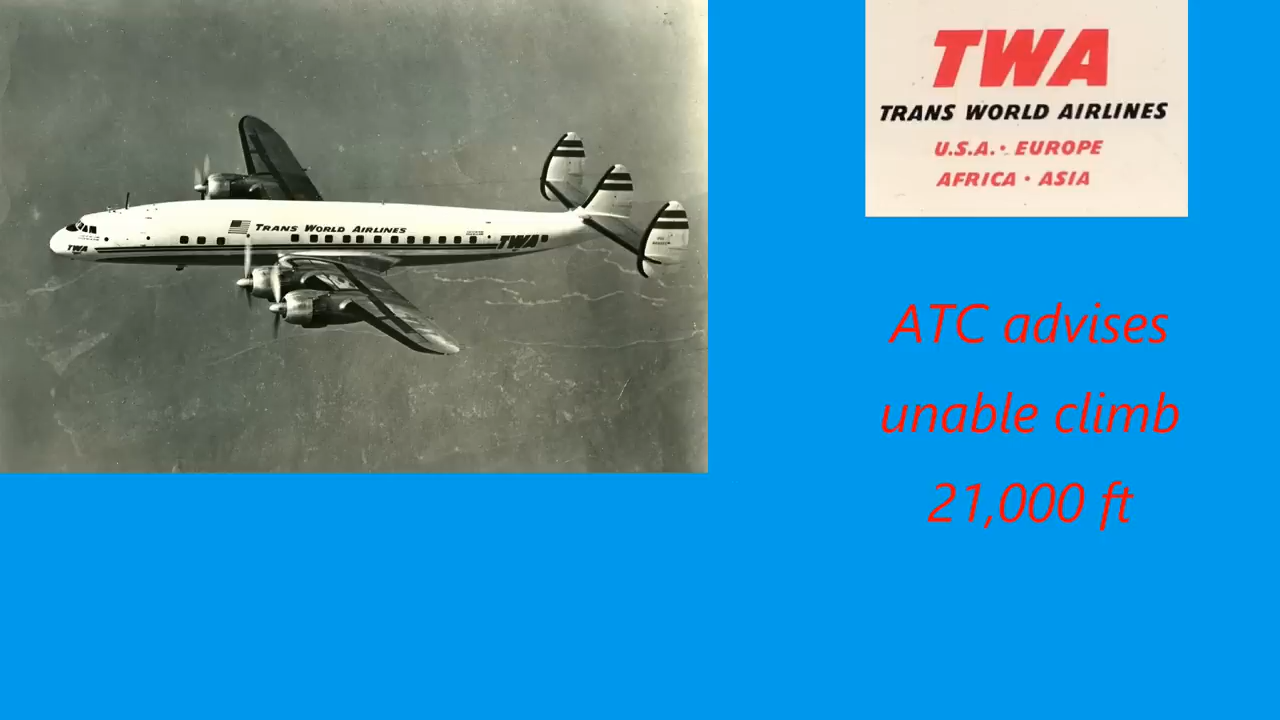 TWA
TRANS WORLD AIRLINES
U.S.A. • EUROPE
AFRICA • ASIA
TRANS WORLD AIRLINES
TWA
TWA
ATC advises
unable climb
21,000 ft